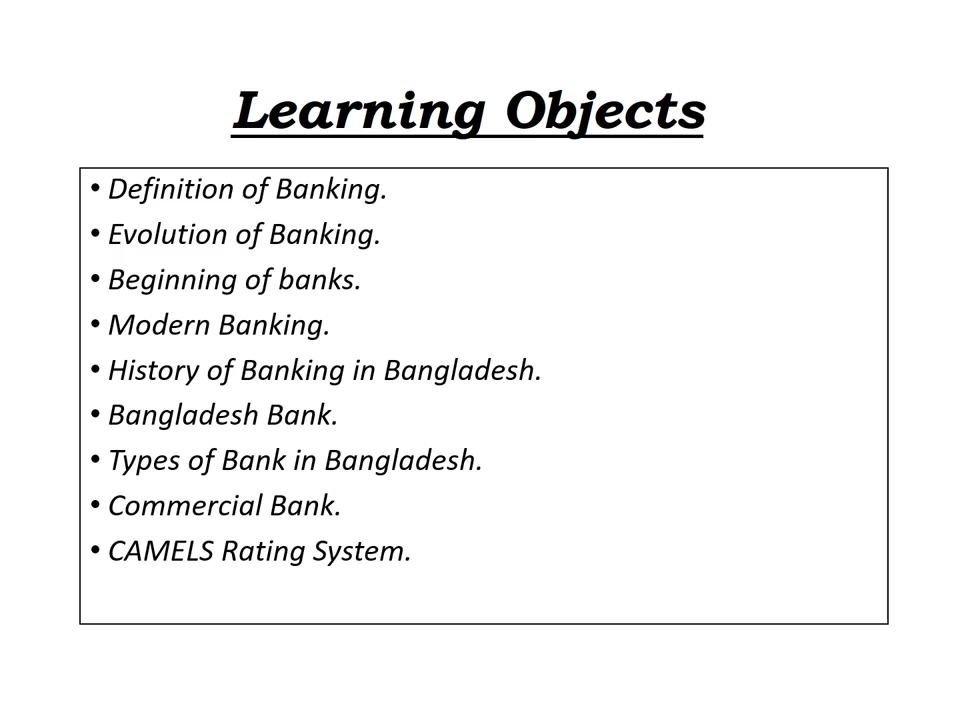 Learning Objects
• Definition of Banking.
• Evolution of Banking.
• Beginning of banks.
• Modern Banking.
• History of Banking in Bangladesh.
• Bangladesh Bank.
• Types of Bank in Bangladesh.
• Commercial Bank.
• CAMELS Rating System.